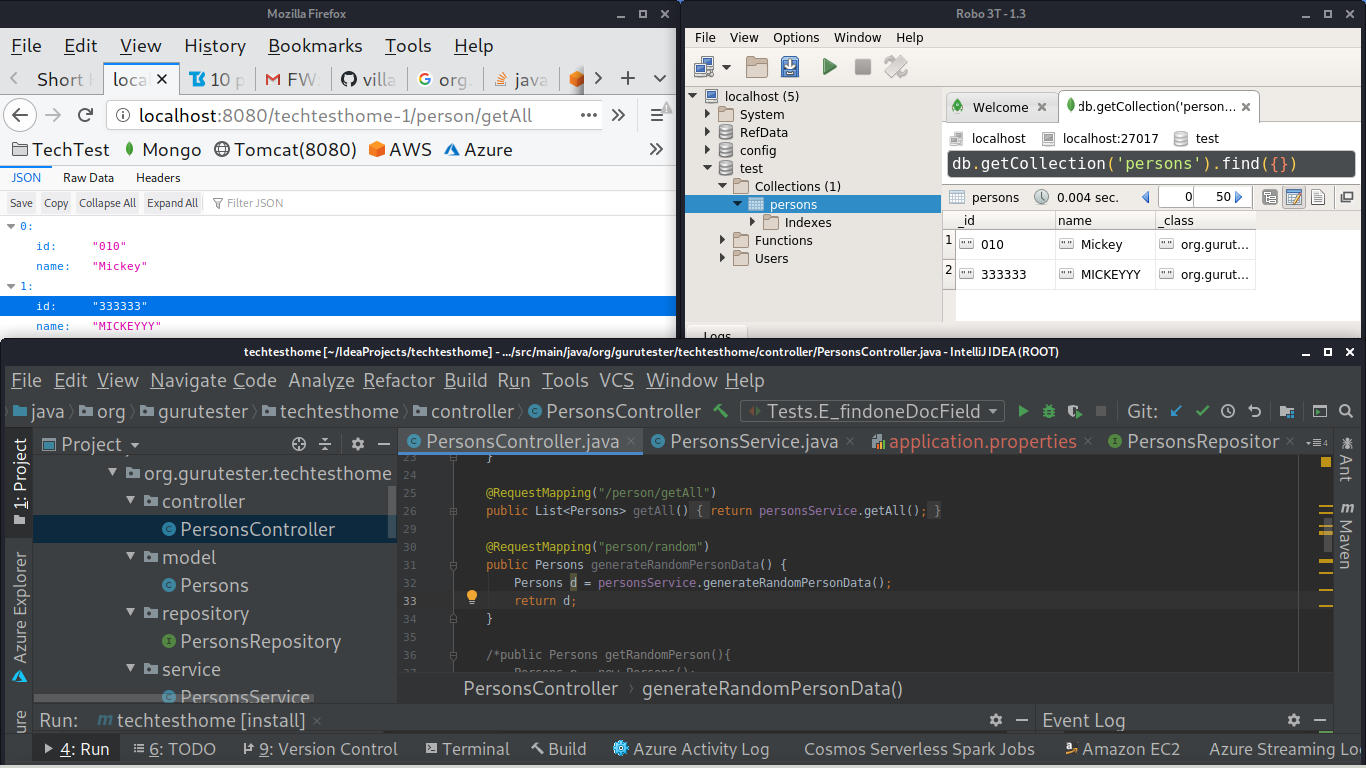 Mozilla Firefox
File Edit View History Bookmarks Tools Help
Short local 10 p FW: villa org. java
localhost:8080/techtesthome-1/person/getAll
TechTest Mongo Tomcat(8080) AWS Azure
JSON Raw Data Headers
Save Copy Collapse All Expand All Filter JSON
0:
id: "010"
name: "Mickey"
1:
id: "333333"
name: "MICKEYYY"
Robo 3T - 1.3
File View Options Window Help
localhost (5)
System
RefData
config
test
Collections (1)
persons
Indexes
Functions
Users
Welcome db.getCollection('person...
localhost localhost:27017 test
db.getCollection('persons').find({})
persons 0.004 sec. 0 50
_id name _class
1 010 Mickey org.gurut...
2 333333 MICKEYYY org.gurut...
Logs
techtesthome [~/IdeaProjects/techtesthome] - .../src/main/java/org/gurutester/techtesthome/controller/PersonsController.java - IntelliJ IDEA (ROOT)
File Edit View Navigate Code Analyze Refactor Build Run Tools VCS Window Help
java org gurutester techtesthome controller PersonsController Tests.E_findoneDocField Git:
1: Project
Azure Explorer
Project
org.gurutester.techtesthome
controller
PersonsController
model
Persons
repository
PersonsRepository
service
PersonsService
PersonsController.java PersonsService.java application.properties PersonsRepositor 4
23 }
24
25 @RequestMapping("/person/getAll")
26 public List<Persons> getAll() { return personsService.getAll(); }
29
30 @RequestMapping("person/random")
31 public Persons generateRandomPersonData() {
32 Persons d = personsService.generateRandomPersonData();
33 return d;
34 }
35
36 /*public Persons getRandomPerson(){
37 Persons p = new Persons();
PersonsController › generateRandomPersonData()
Ant
Maven
Run: techtesthome [install]
Event Log
4: Run 6: TODO 9: Version Control Terminal Build Azure Activity Log Cosmos Serverless Spark Jobs Amazon EC2 Azure Streaming Lo